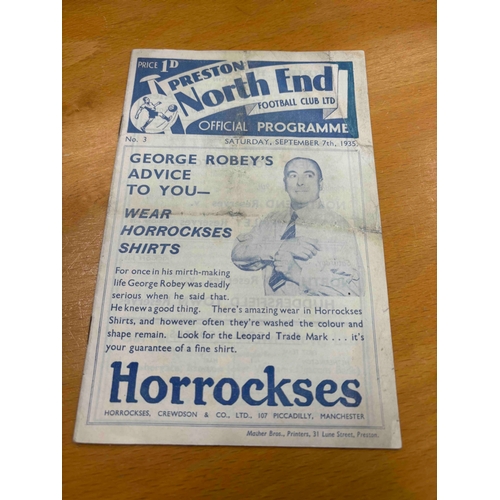 PRICE 1D
PRESTON
North End
FOOTBALL CLUB LTD
OFFICIAL PROGRAMME
No. 3
SATURDAY, SEPTEMBER 7th, 1935
GEORGE ROBEY'S
ADVICE
TO YOU—
WEAR
HORROCKSES
SHIRTS
For once in his mirth-making
life George Robey was deadly
serious when he said that.
He knew a good thing. There's amazing wear in Horrockses
Shirts, and however often they're washed the colour and
shape remain. Look for the Leopard Trade Mark . . . it's
your guarantee of a fine shirt.
Horrockses
HORROCKSES, CREWDSON & CO., LTD., 107 PICCADILLY, MANCHESTER
Mather Bros., Printers, 31 Lune Street, Preston.